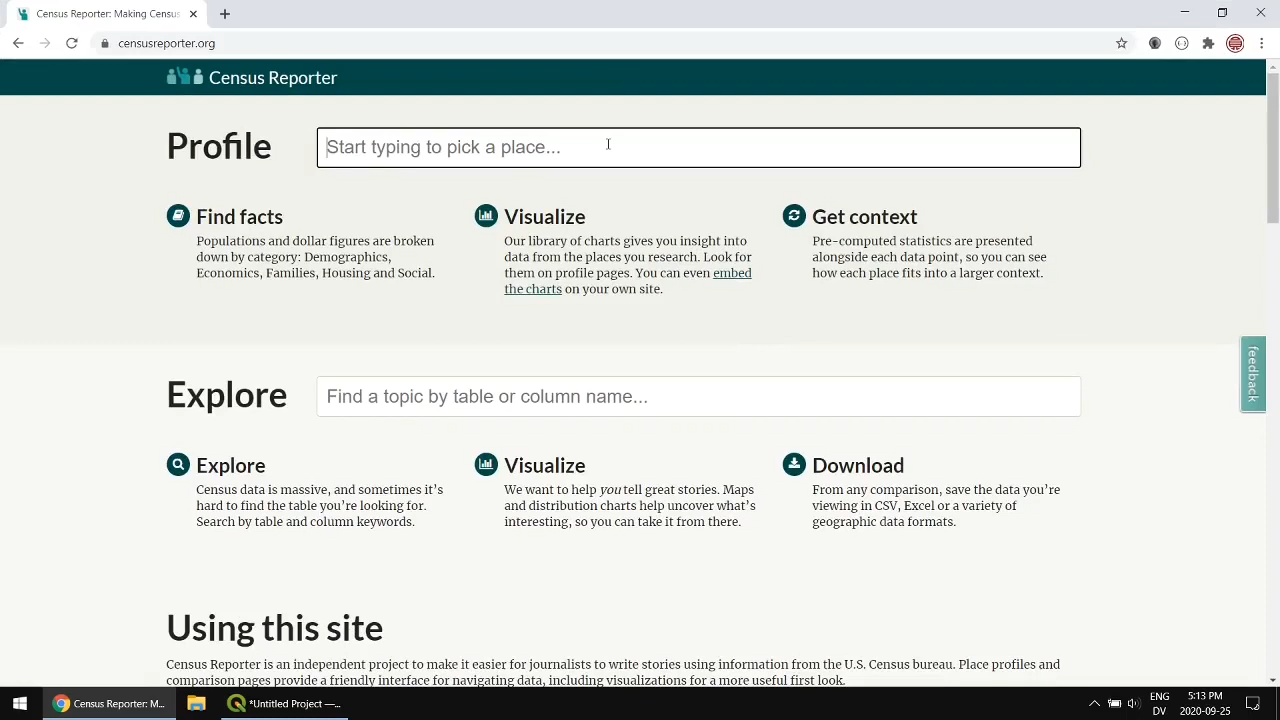 Census Reporter: Making Censu
censusreporter.org
Census Reporter
Profile
Start typing to pick a place...
Find facts
Populations and dollar figures are broken
down by category: Demographics,
Economics, Families, Housing and Social.
Visualize
Our library of charts gives you insight into
data from the places you research. Look for
them on profile pages. You can even embed
the charts on your own site.
Get context
Pre-computed statistics are presented
alongside each data point, so you can see
how each place fits into a larger context.
feedback
Explore
Find a topic by table or column name...
Explore
Census data is massive, and sometimes it's
hard to find the table you're looking for.
Search by table and column keywords.
Visualize
We want to help you tell great stories. Maps
and distribution charts help uncover what's
interesting, so you can take it from there.
Download
From any comparison, save the data you're
viewing in CSV, Excel or a variety of
geographic data formats.
Using this site
Census Reporter is an independent project to make it easier for journalists to write stories using information from the U.S. Census bureau. Place profiles and
comparison pages provide a friendly interface for navigating data, including visualizations for a more useful first look.
Census Reporter: M...
*Untitled Project —...
ENG
DV
5:13 PM
2020-09-25